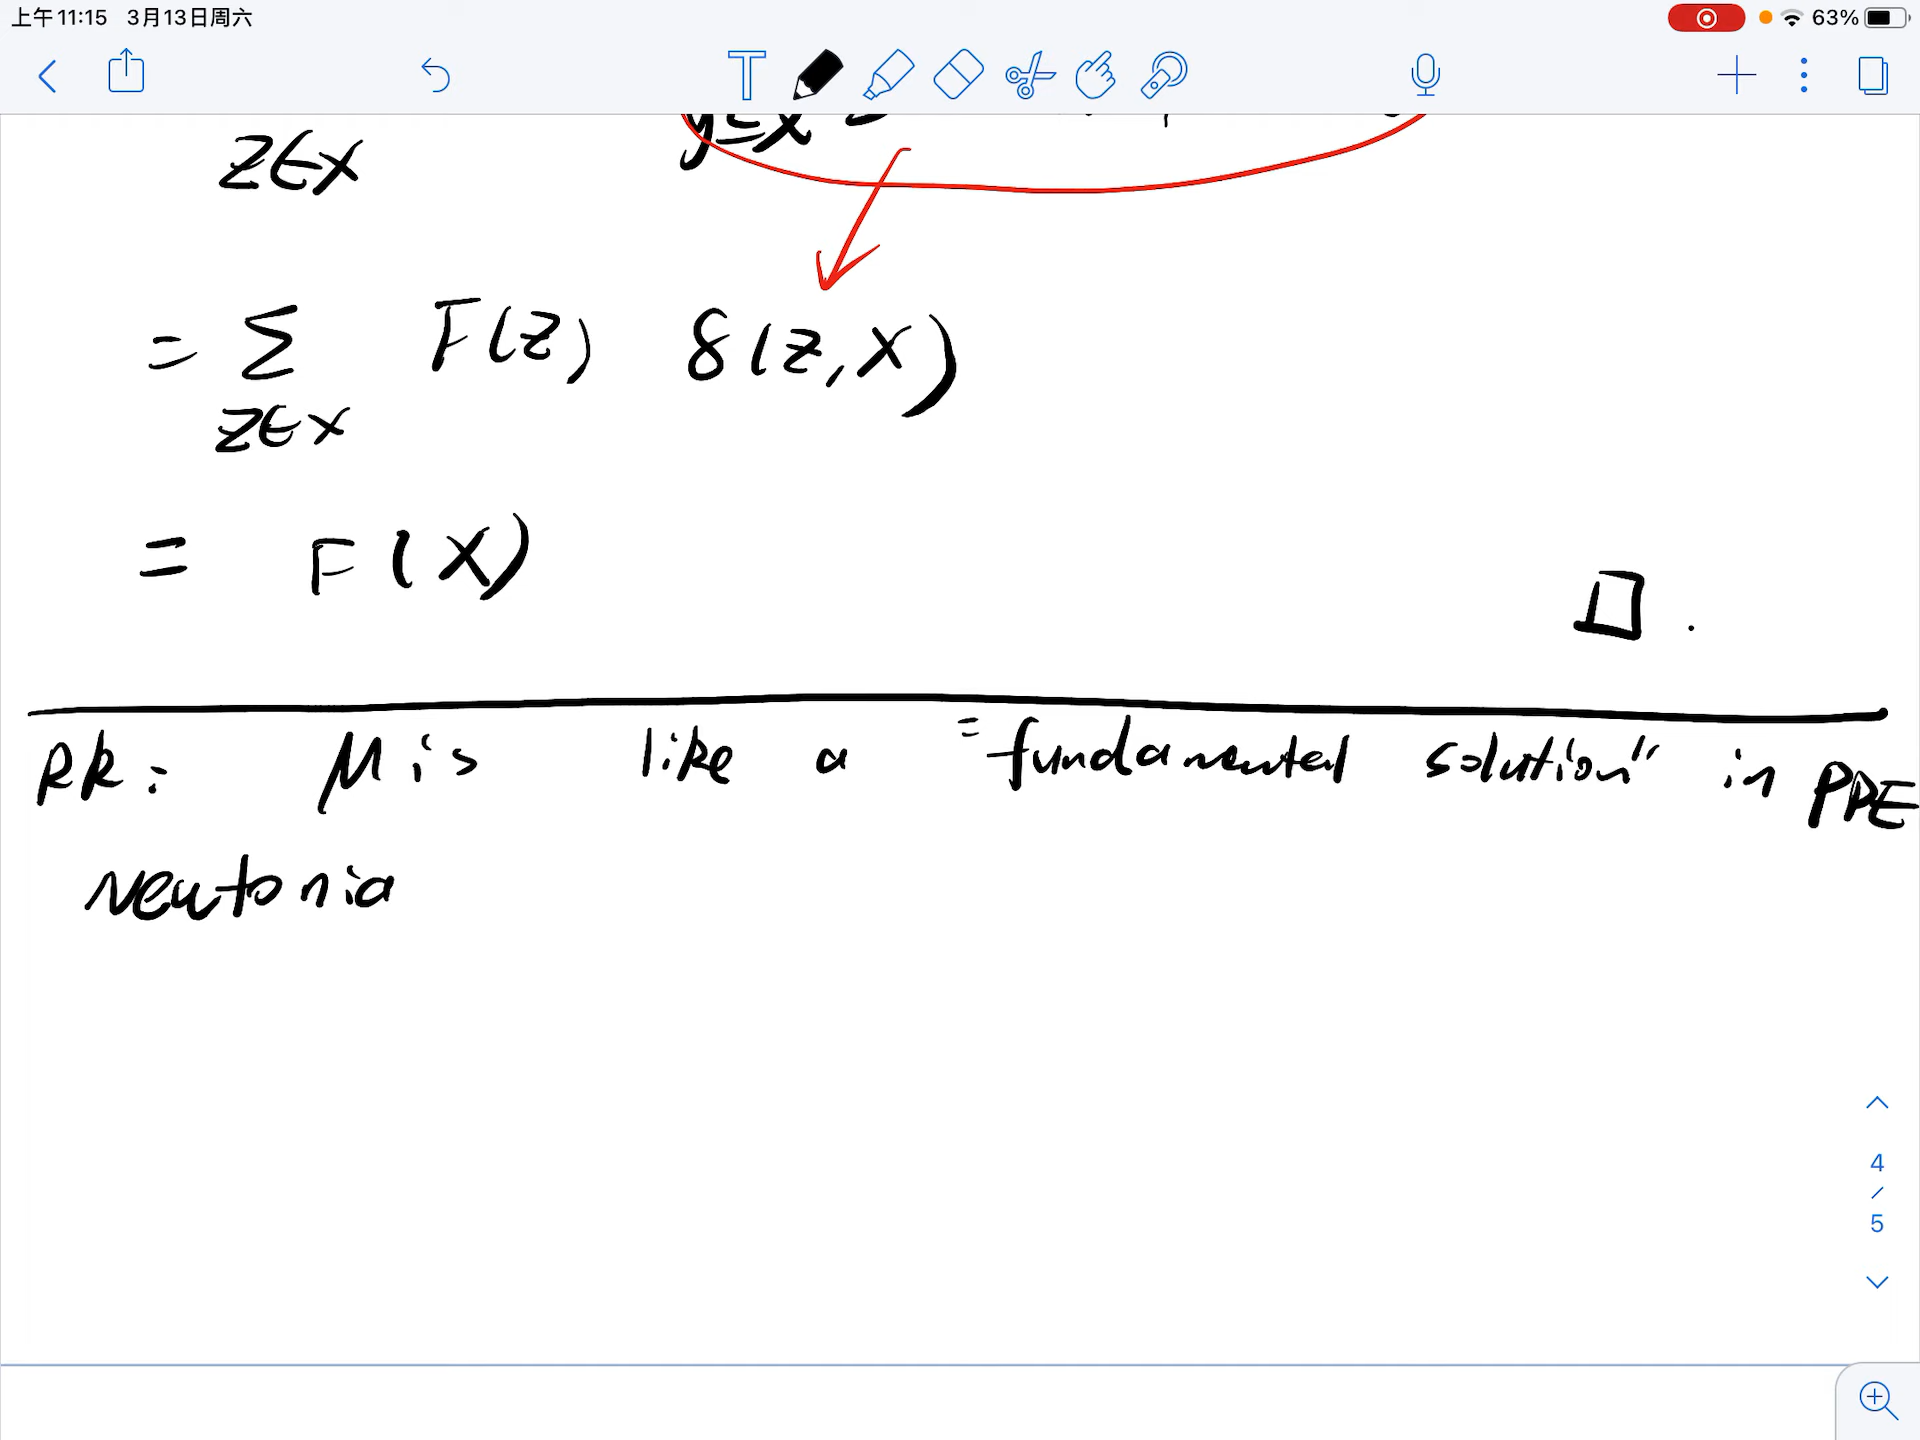 上午11:15 3月13日周六
63%
T
z∈x
y≤x
= Σ F(z) δ(z,x)
z∈x
= F(x)
□ .
RK: μ is like a "fundamental solution" in PDE
Newtonia
4
/
5